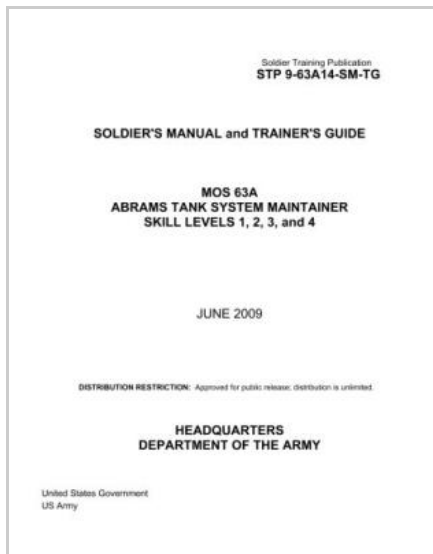 Soldier Training Publication
STP 9-63A14-SM-TG
SOLDIER'S MANUAL and TRAINER'S GUIDE
MOS 63A
ABRAMS TANK SYSTEM MAINTAINER
SKILL LEVELS 1, 2, 3, and 4
JUNE 2009
DISTRIBUTION RESTRICTION: Approved for public release; distribution is unlimited.
HEADQUARTERS
DEPARTMENT OF THE ARMY
United States Government
US Army